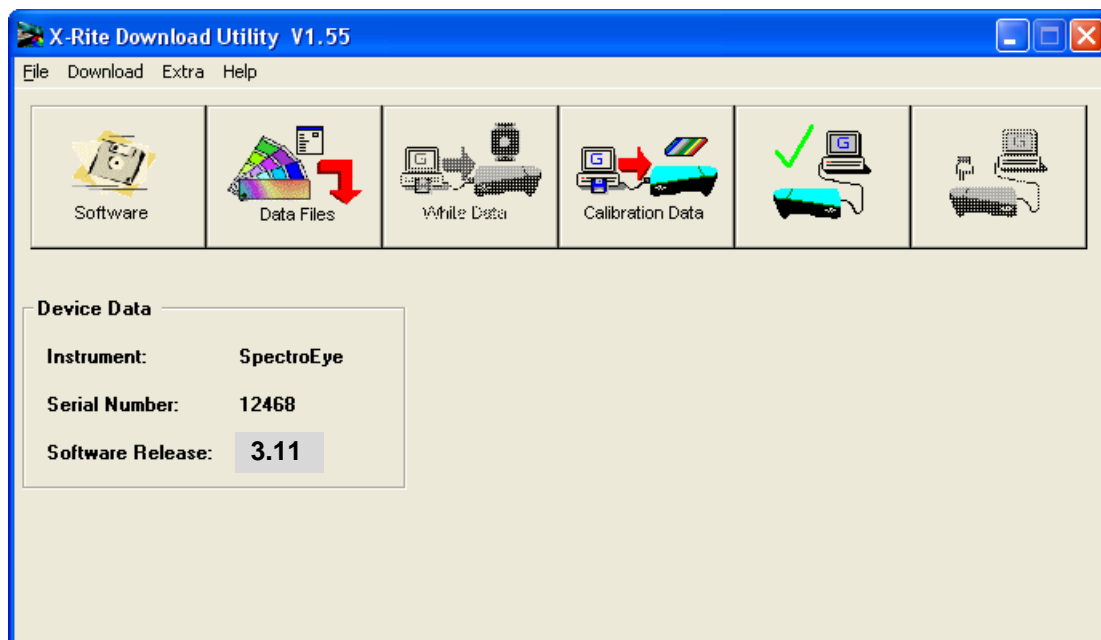 X-Rite Download Utility V1.55
File Download Extra Help
Software
Data Files
While Data
Calibration Data
Device Data
Instrument: SpectroEye
Serial Number: 12468
Software Release: 3.11